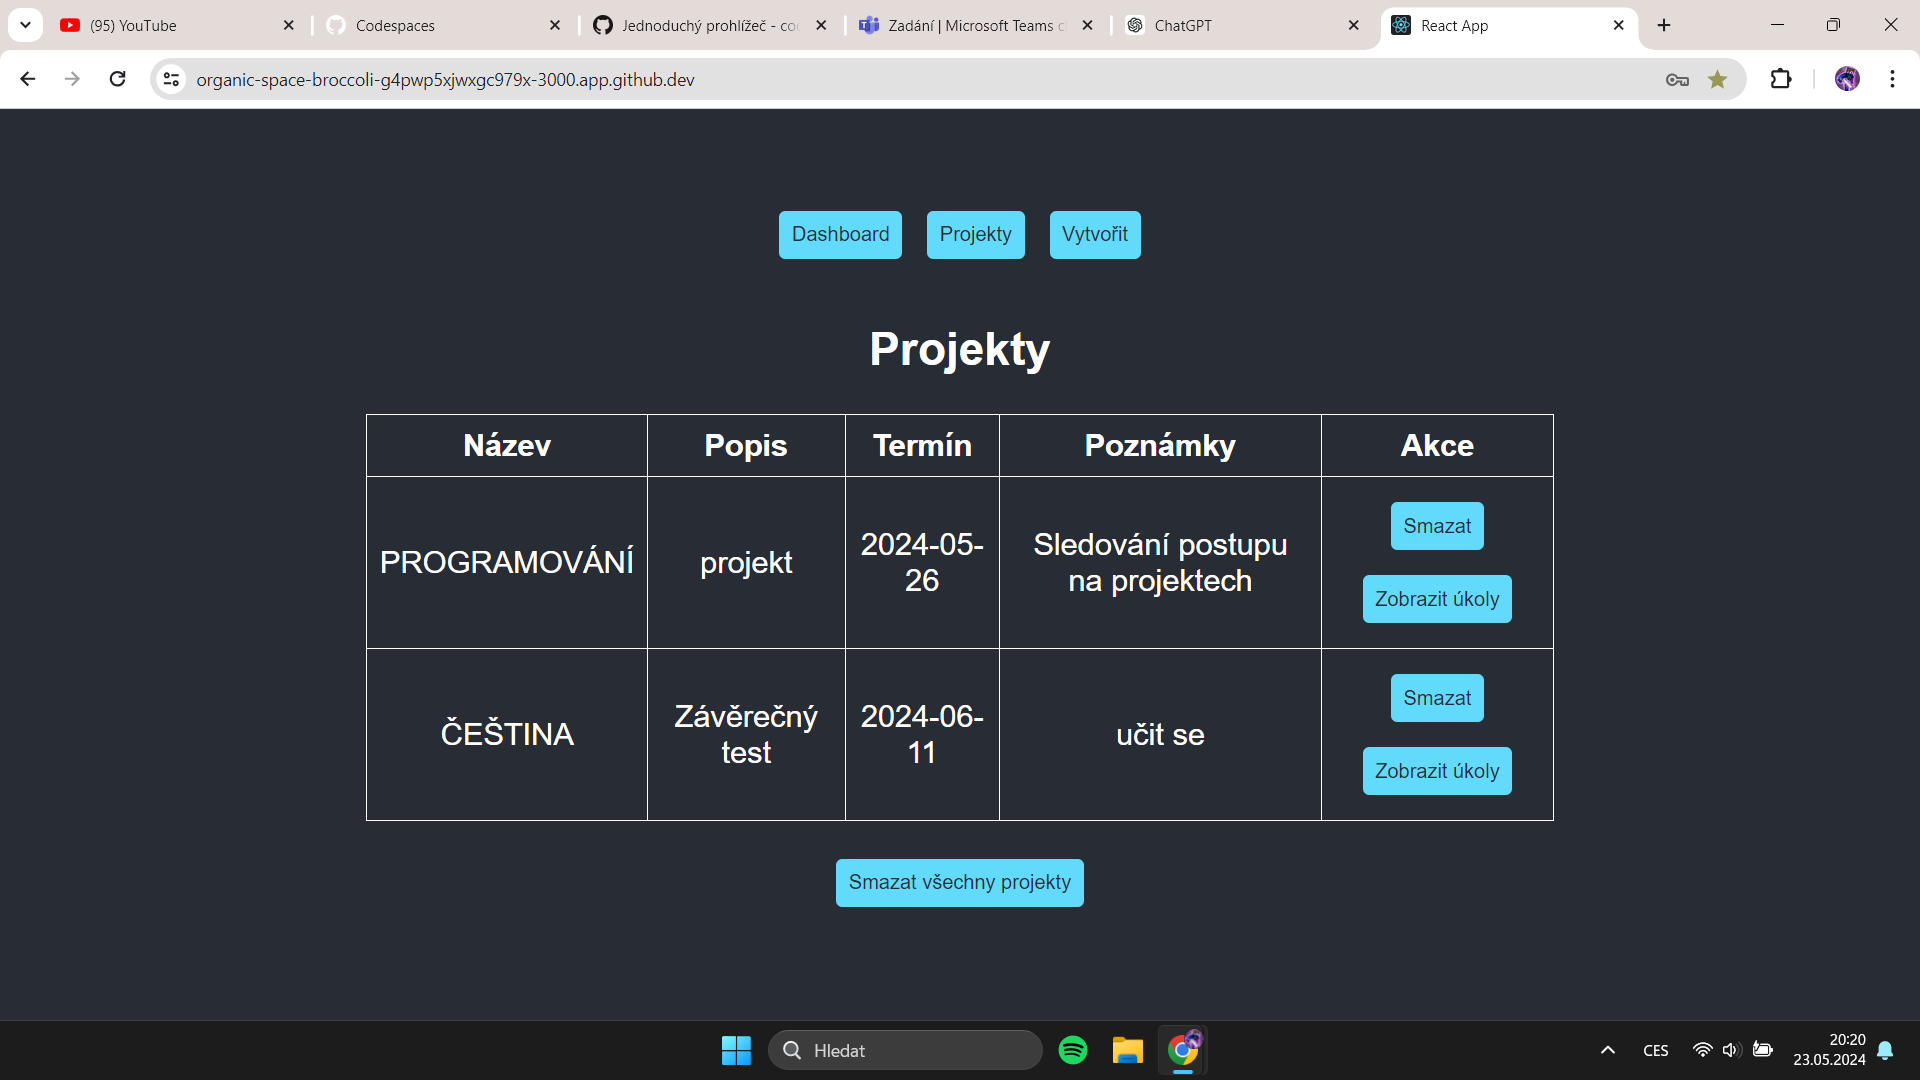 (95) YouTube
Codespaces
Jednoduchý prohlížeč - co
Zadání | Microsoft Teams c
ChatGPT
React App
organic-space-broccoli-g4pwp5xjwxgc979x-3000.app.github.dev
Dashboard
Projekty
Vytvořit
Projekty
Název
Popis
Termín
Poznámky
Akce
PROGRAMOVÁNÍ
projekt
2024-05-
26
Sledování postupu
na projektech
Smazat
Zobrazit úkoly
ČEŠTINA
Závěrečný
test
2024-06-
11
učit se
Smazat
Zobrazit úkoly
Smazat všechny projekty
Hledat
CES
20:20
23.05.2024